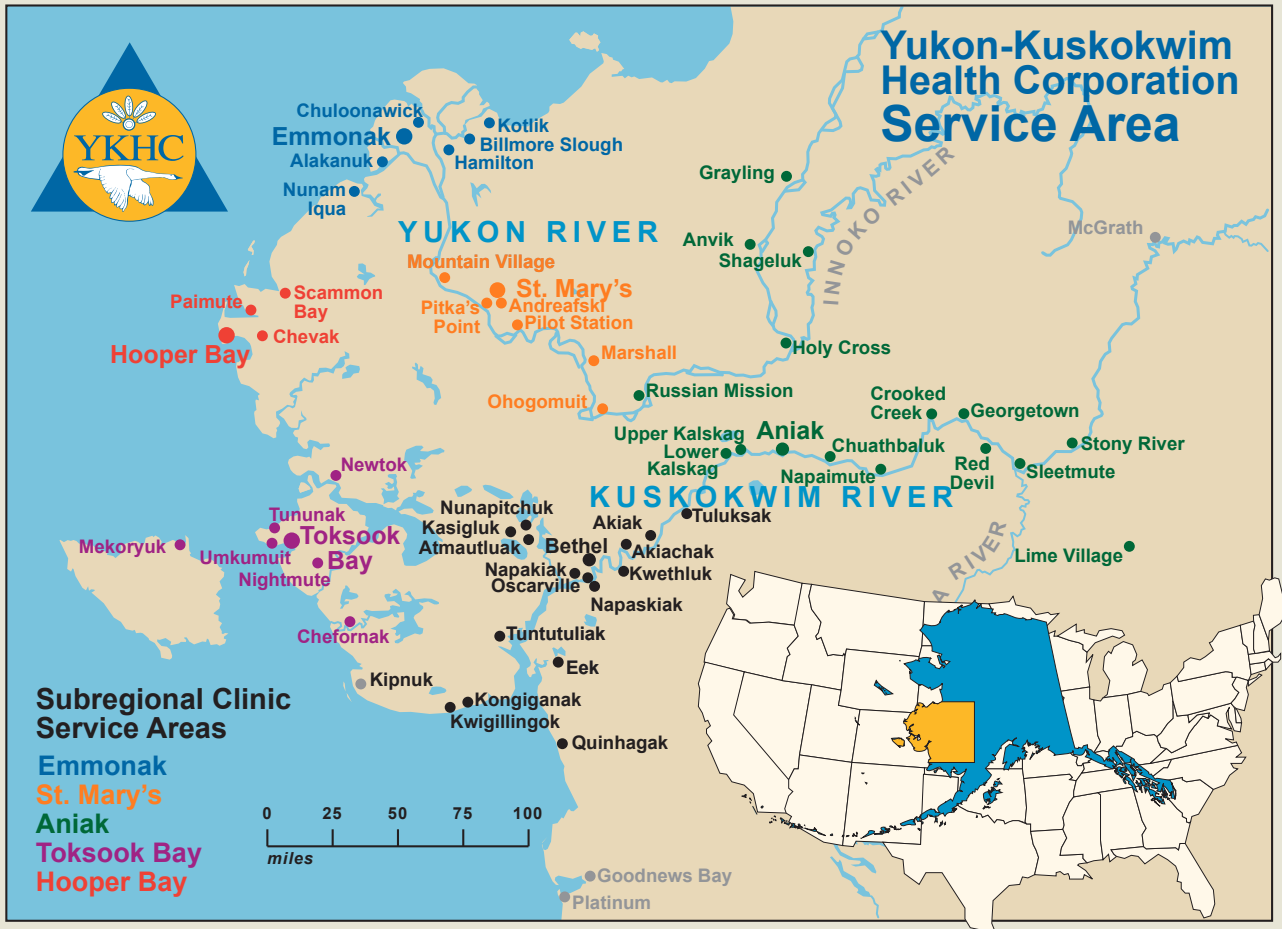 Yukon-Kuskokwim
Health Corporation
Service Area
YKHC
Chuloonawick
Emmonak
Alakanuk
Nunam
Iqua
Kotlik
Billmore Slough
Hamilton
YUKON RIVER
Mountain Village
St. Mary's
Pitka's
Point
Andreafski
Pilot Station
Marshall
Ohogomuit
Grayling
Anvik
Shageluk
INNOKO RIVER
McGrath
Holy Cross
Russian Mission
Paimute
Scammon
Bay
Chevak
Hooper Bay
Crooked
Creek
Georgetown
Upper Kalskag
Lower
Kalskag
Aniak
Chuathbaluk
Napaimute
Red
Devil
Stony River
Sleetmute
Lime Village
KUSKOKWIM RIVER
A RIVER
Newtok
Tununak
Toksook
Bay
Mekoryuk
Umkumuit
Nightmute
Chefornak
Nunapitchuk
Kasigluk
Atmautluak
Akiak
Tuluksak
Bethel
Akiachak
Napakiak
Oscarville
Kwethluk
Napaskiak
Tuntutuliak
Eek
Kipnuk
Kongiganak
Kwigillingok
Quinhagak
Goodnews Bay
Platinum
Subregional Clinic
Service Areas
Emmonak
St. Mary's
Aniak
Toksook Bay
Hooper Bay
0 25 50 75 100
miles